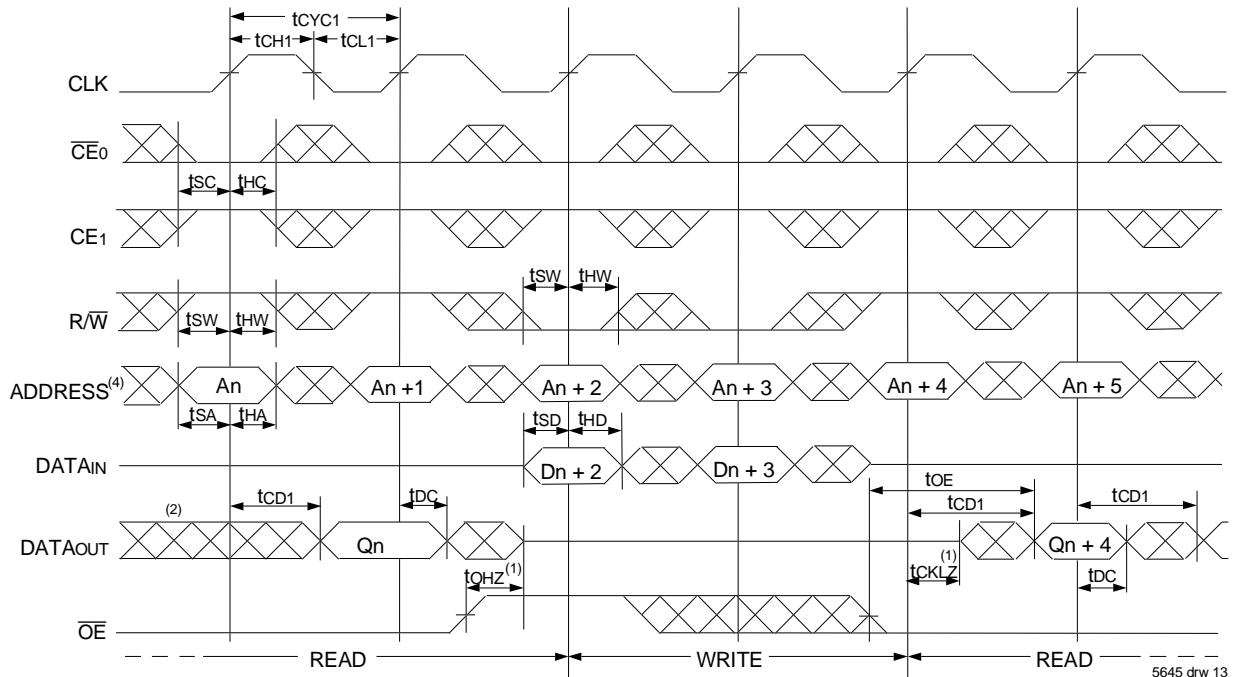 tCYC1
tCH1 tCL1
CLK
CE0
tSC tHC
CE1
tSW tHW
R/W
tSW tHW
ADDRESS(4) An An + 1 An + 2 An + 3 An + 4 An + 5
tSA tHA tSD tHD
DATAIN Dn + 2 Dn + 3
tOE
(2) tCD1 tDC tCD1 tCD1
DATAOUT Qn Qn + 4
tOHZ(1) tCKLZ(1) tDC
OE
READ WRITE READ
5645 drw 13